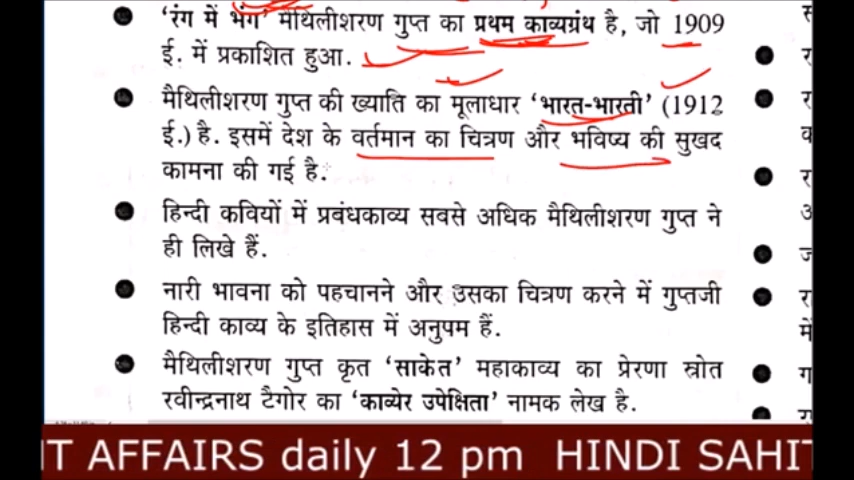 'रंग में भंग' मैथिलीशरण गुप्त का प्रथम काव्यग्रंथ है, जो 1909
ई. में प्रकाशित हुआ.
मैथिलीशरण गुप्त की ख्याति का मूलाधार 'भारत-भारती' (1912
ई.) है. इसमें देश के वर्तमान का चित्रण और भविष्य की सुखद
कामना की गई है.
हिन्दी कवियों में प्रबंधकाव्य सबसे अधिक मैथिलीशरण गुप्त ने
ही लिखे हैं.
नारी भावना को पहचानने और उसका चित्रण करने में गुप्तजी
हिन्दी काव्य के इतिहास में अनुपम हैं.
मैथिलीशरण गुप्त कृत 'साकेत' महाकाव्य का प्रेरणा स्रोत
रवीन्द्रनाथ टैगोर का 'काव्येर उपेक्षिता' नामक लेख है.
NT AFFAIRS daily 12 pm HINDI SAHIT